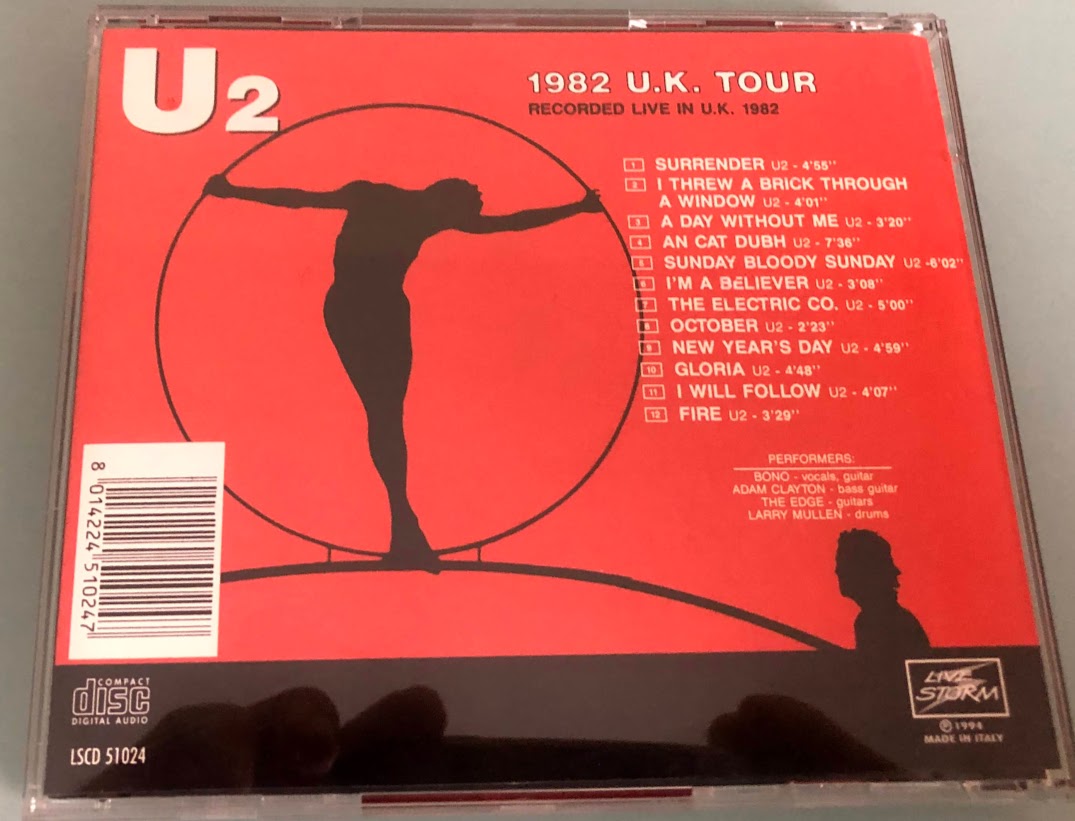 U2
1982 U.K. TOUR
RECORDED LIVE IN U.K. 1982
1 SURRENDER U2 - 4'55''
2 I THREW A BRICK THROUGH
A WINDOW U2 - 4'01''
3 A DAY WITHOUT ME U2 - 3'20''
4 AN CAT DUBH U2 - 7'36''
5 SUNDAY BLOODY SUNDAY U2 -6'02''
6 I'M A BELIEVER U2 - 3'08''
7 THE ELECTRIC CO. U2 - 5'00''
8 OCTOBER U2 - 2'23''
9 NEW YEAR'S DAY U2 - 4'59''
10 GLORIA U2 - 4'48''
11 I WILL FOLLOW U2 - 4'07''
12 FIRE U2 - 3'29''
PERFORMERS:
BONO - vocals, guitar
ADAM CLAYTON - bass guitar
THE EDGE - guitars
LARRY MULLEN - drums
8 014224 510247
COMPACT
disc
DIGITAL AUDIO
LSCD 51024
LIVE
STORM
℗ 1994
MADE IN ITALY